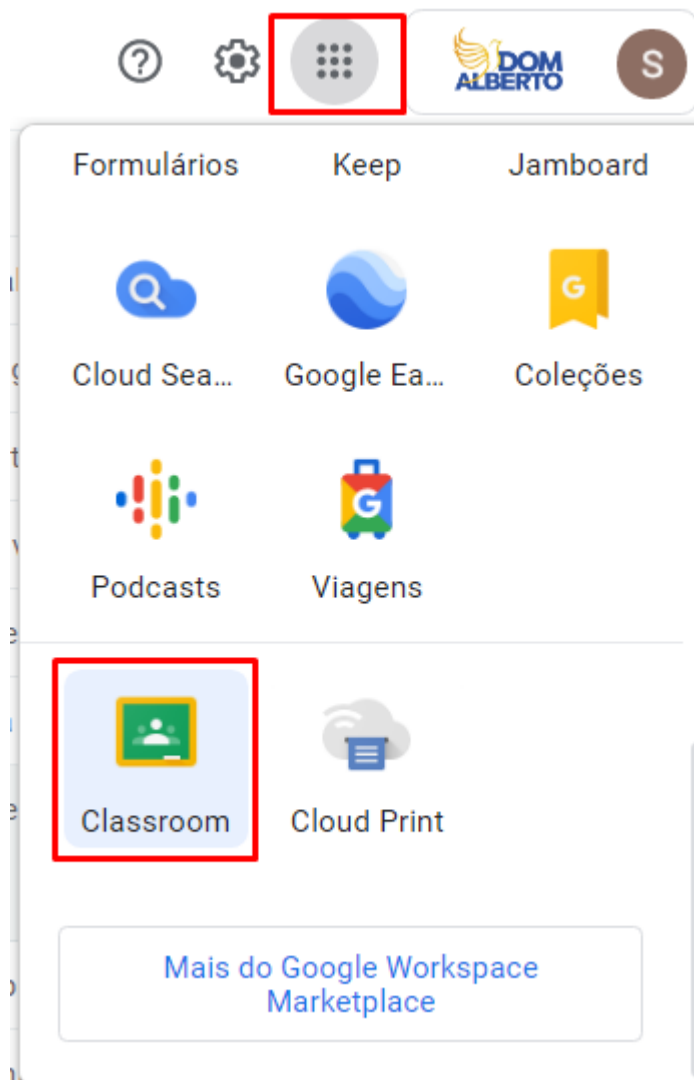 DOM
ALBERTO
S
Formulários Keep Jamboard
G
Cloud Sea... Google Ea... Coleções
G
Podcasts Viagens
Classroom Cloud Print
Mais do Google Workspace
Marketplace